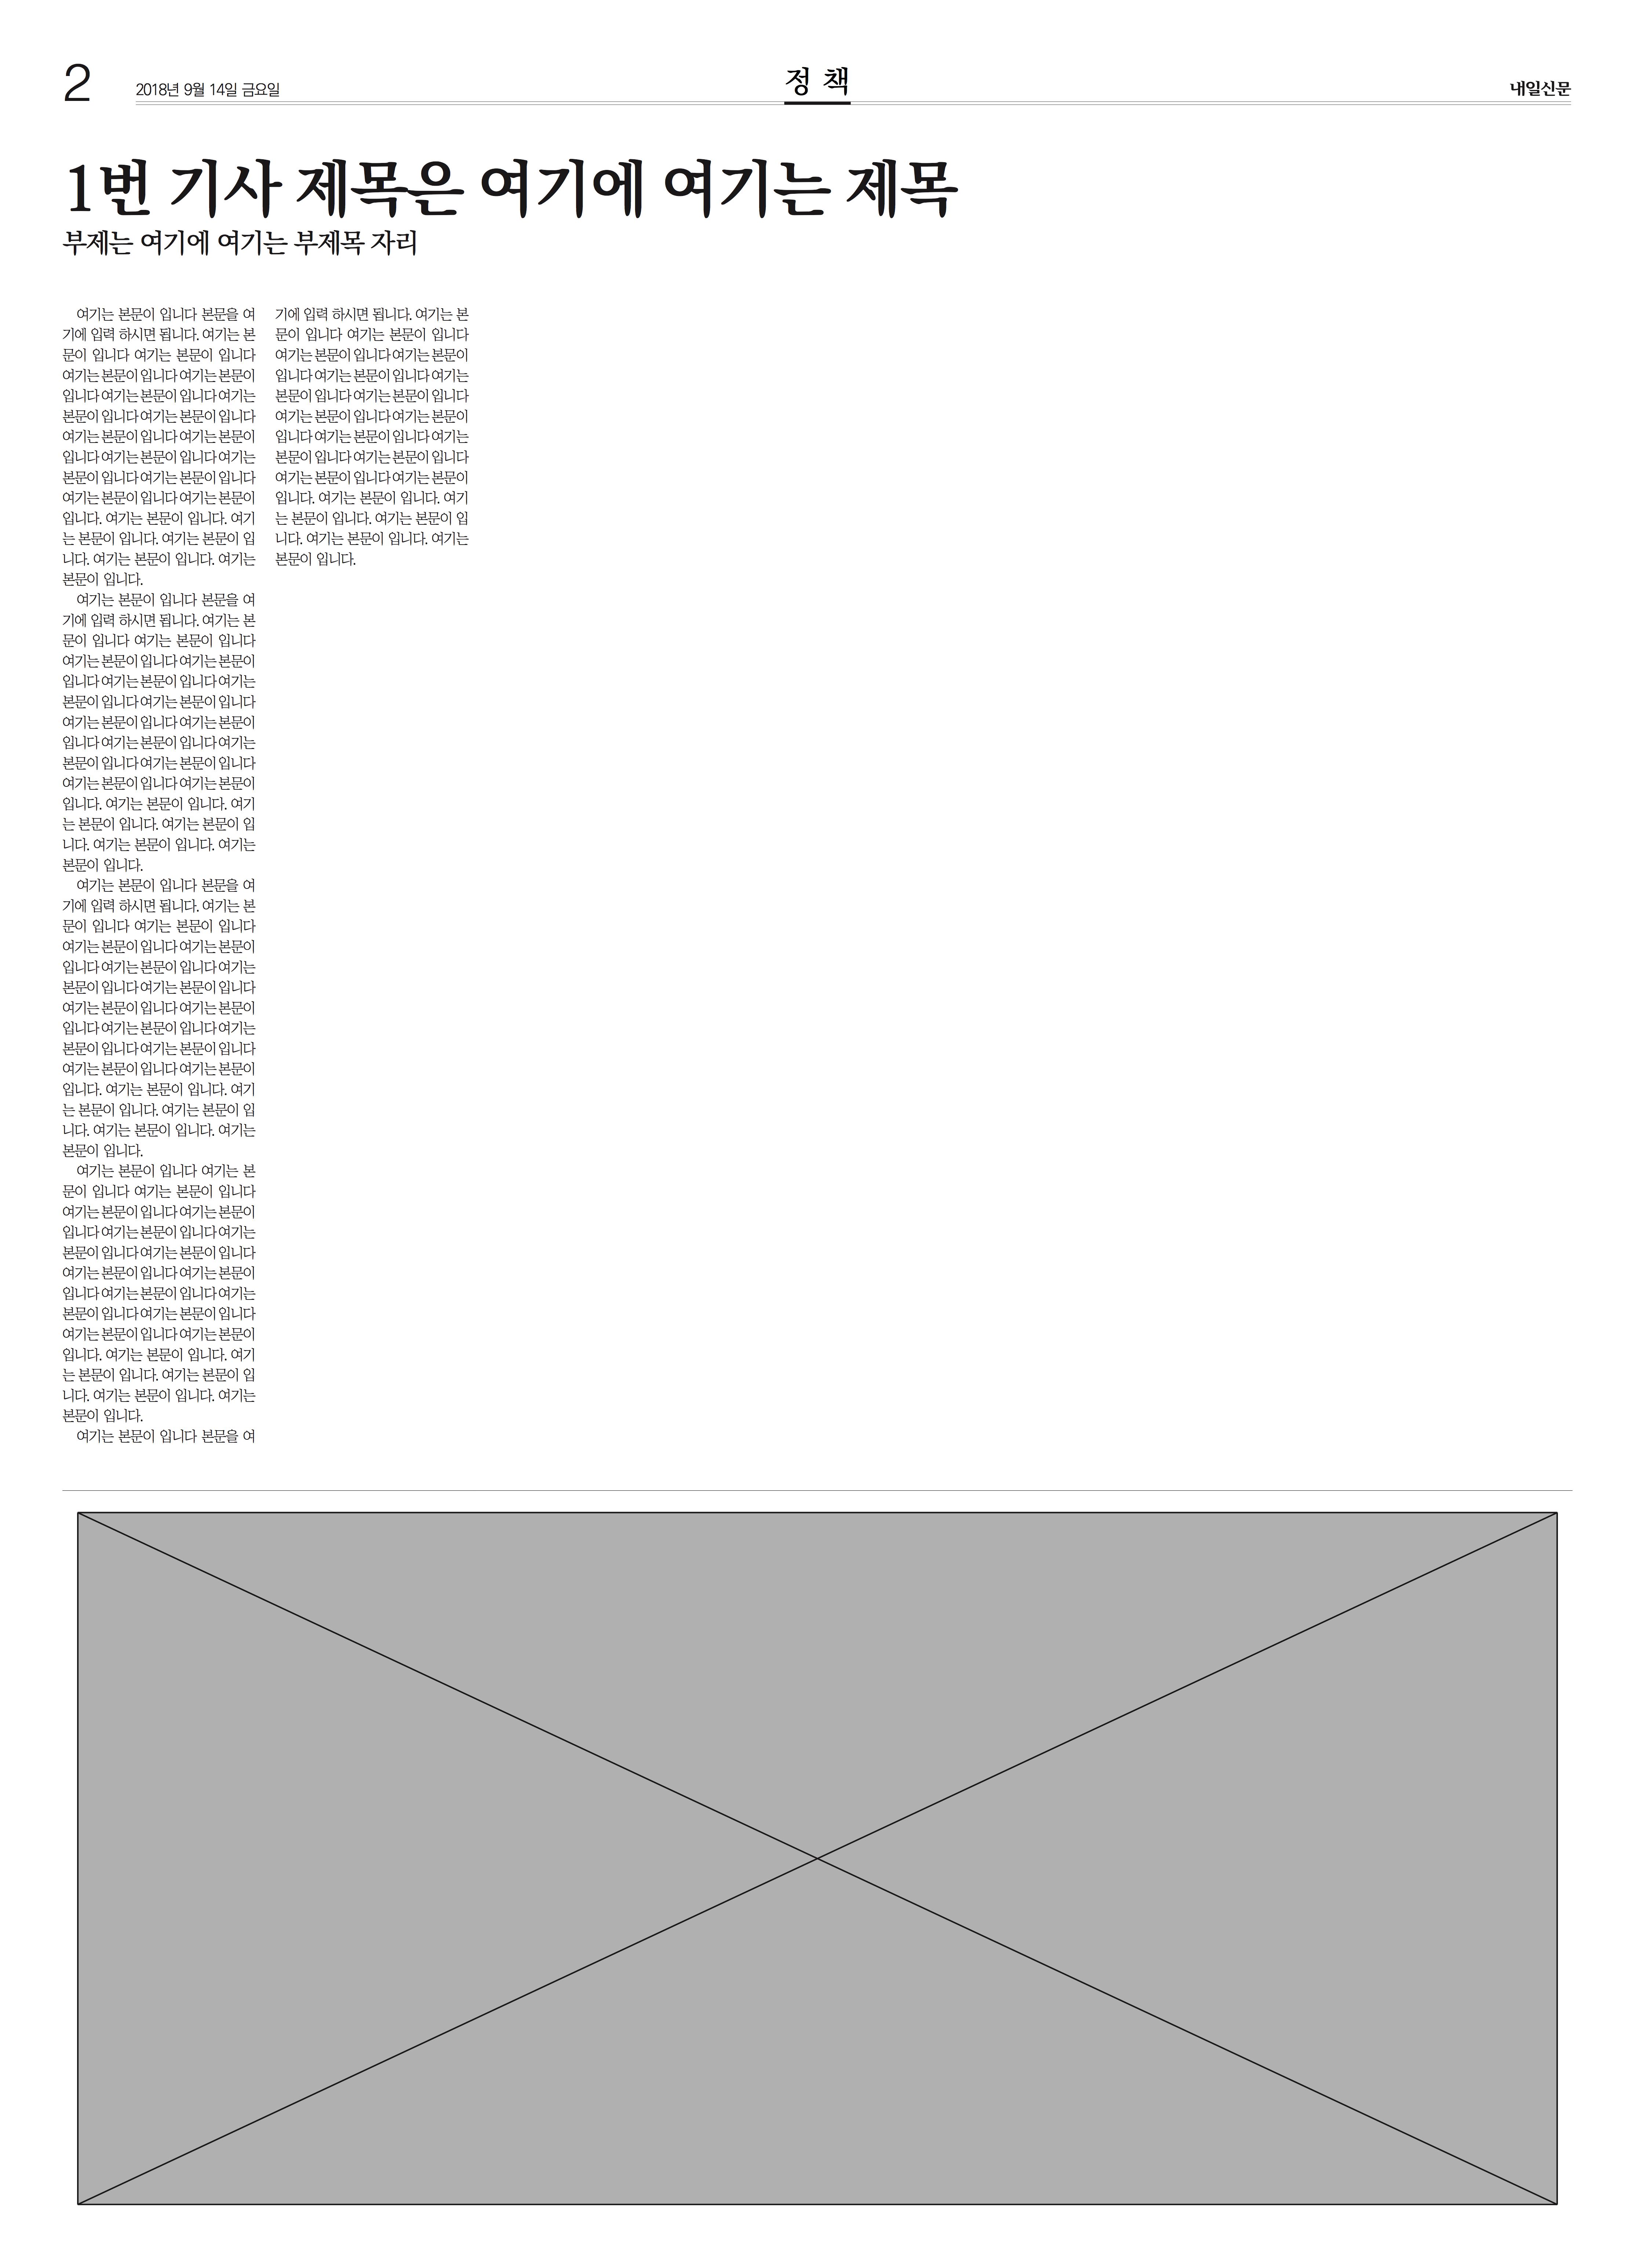 2
2018년 9월 14일 금요일
정 책
내일신문
1번 기사 제목은 여기에 여기는 제목
부제는 여기에 여기는 부제목 자리
여기는 본문이 입니다 본문을 여
기에 입력 하시면 됩니다. 여기는 본
문이 입니다 여기는 본문이 입니다
여기는 본문이 입니다 여기는 본문이
입니다 여기는 본문이 입니다 여기는
본문이 입니다 여기는 본문이 입니다
여기는 본문이 입니다 여기는 본문이
입니다 여기는 본문이 입니다 여기는
본문이 입니다 여기는 본문이 입니다
여기는 본문이 입니다 여기는 본문이
입니다. 여기는 본문이 입니다. 여기
는 본문이 입니다. 여기는 본문이 입
니다. 여기는 본문이 입니다. 여기는
본문이 입니다.
여기는 본문이 입니다 본문을 여
기에 입력 하시면 됩니다. 여기는 본
문이 입니다 여기는 본문이 입니다
여기는 본문이 입니다 여기는 본문이
입니다 여기는 본문이 입니다 여기는
본문이 입니다 여기는 본문이 입니다
여기는 본문이 입니다 여기는 본문이
입니다 여기는 본문이 입니다 여기는
본문이 입니다 여기는 본문이 입니다
여기는 본문이 입니다 여기는 본문이
입니다. 여기는 본문이 입니다. 여기
는 본문이 입니다. 여기는 본문이 입
니다. 여기는 본문이 입니다. 여기는
본문이 입니다.
여기는 본문이 입니다 본문을 여
기에 입력 하시면 됩니다. 여기는 본
문이 입니다 여기는 본문이 입니다
여기는 본문이 입니다 여기는 본문이
입니다 여기는 본문이 입니다 여기는
본문이 입니다 여기는 본문이 입니다
여기는 본문이 입니다 여기는 본문이
입니다 여기는 본문이 입니다 여기는
본문이 입니다 여기는 본문이 입니다
여기는 본문이 입니다 여기는 본문이
입니다. 여기는 본문이 입니다. 여기
는 본문이 입니다. 여기는 본문이 입
니다. 여기는 본문이 입니다. 여기는
본문이 입니다.
여기는 본문이 입니다 여기는 본
문이 입니다 여기는 본문이 입니다
여기는 본문이 입니다 여기는 본문이
입니다 여기는 본문이 입니다 여기는
본문이 입니다 여기는 본문이 입니다
여기는 본문이 입니다 여기는 본문이
입니다 여기는 본문이 입니다 여기는
본문이 입니다 여기는 본문이 입니다
여기는 본문이 입니다 여기는 본문이
입니다. 여기는 본문이 입니다. 여기
는 본문이 입니다. 여기는 본문이 입
니다. 여기는 본문이 입니다. 여기는
본문이 입니다.
여기는 본문이 입니다 본문을 여
기에 입력 하시면 됩니다. 여기는 본
문이 입니다 여기는 본문이 입니다
여기는 본문이 입니다 여기는 본문이
입니다 여기는 본문이 입니다 여기는
본문이 입니다 여기는 본문이 입니다
여기는 본문이 입니다 여기는 본문이
입니다 여기는 본문이 입니다 여기는
본문이 입니다 여기는 본문이 입니다
여기는 본문이 입니다 여기는 본문이
입니다. 여기는 본문이 입니다. 여기
는 본문이 입니다. 여기는 본문이 입
니다. 여기는 본문이 입니다. 여기는
본문이 입니다.